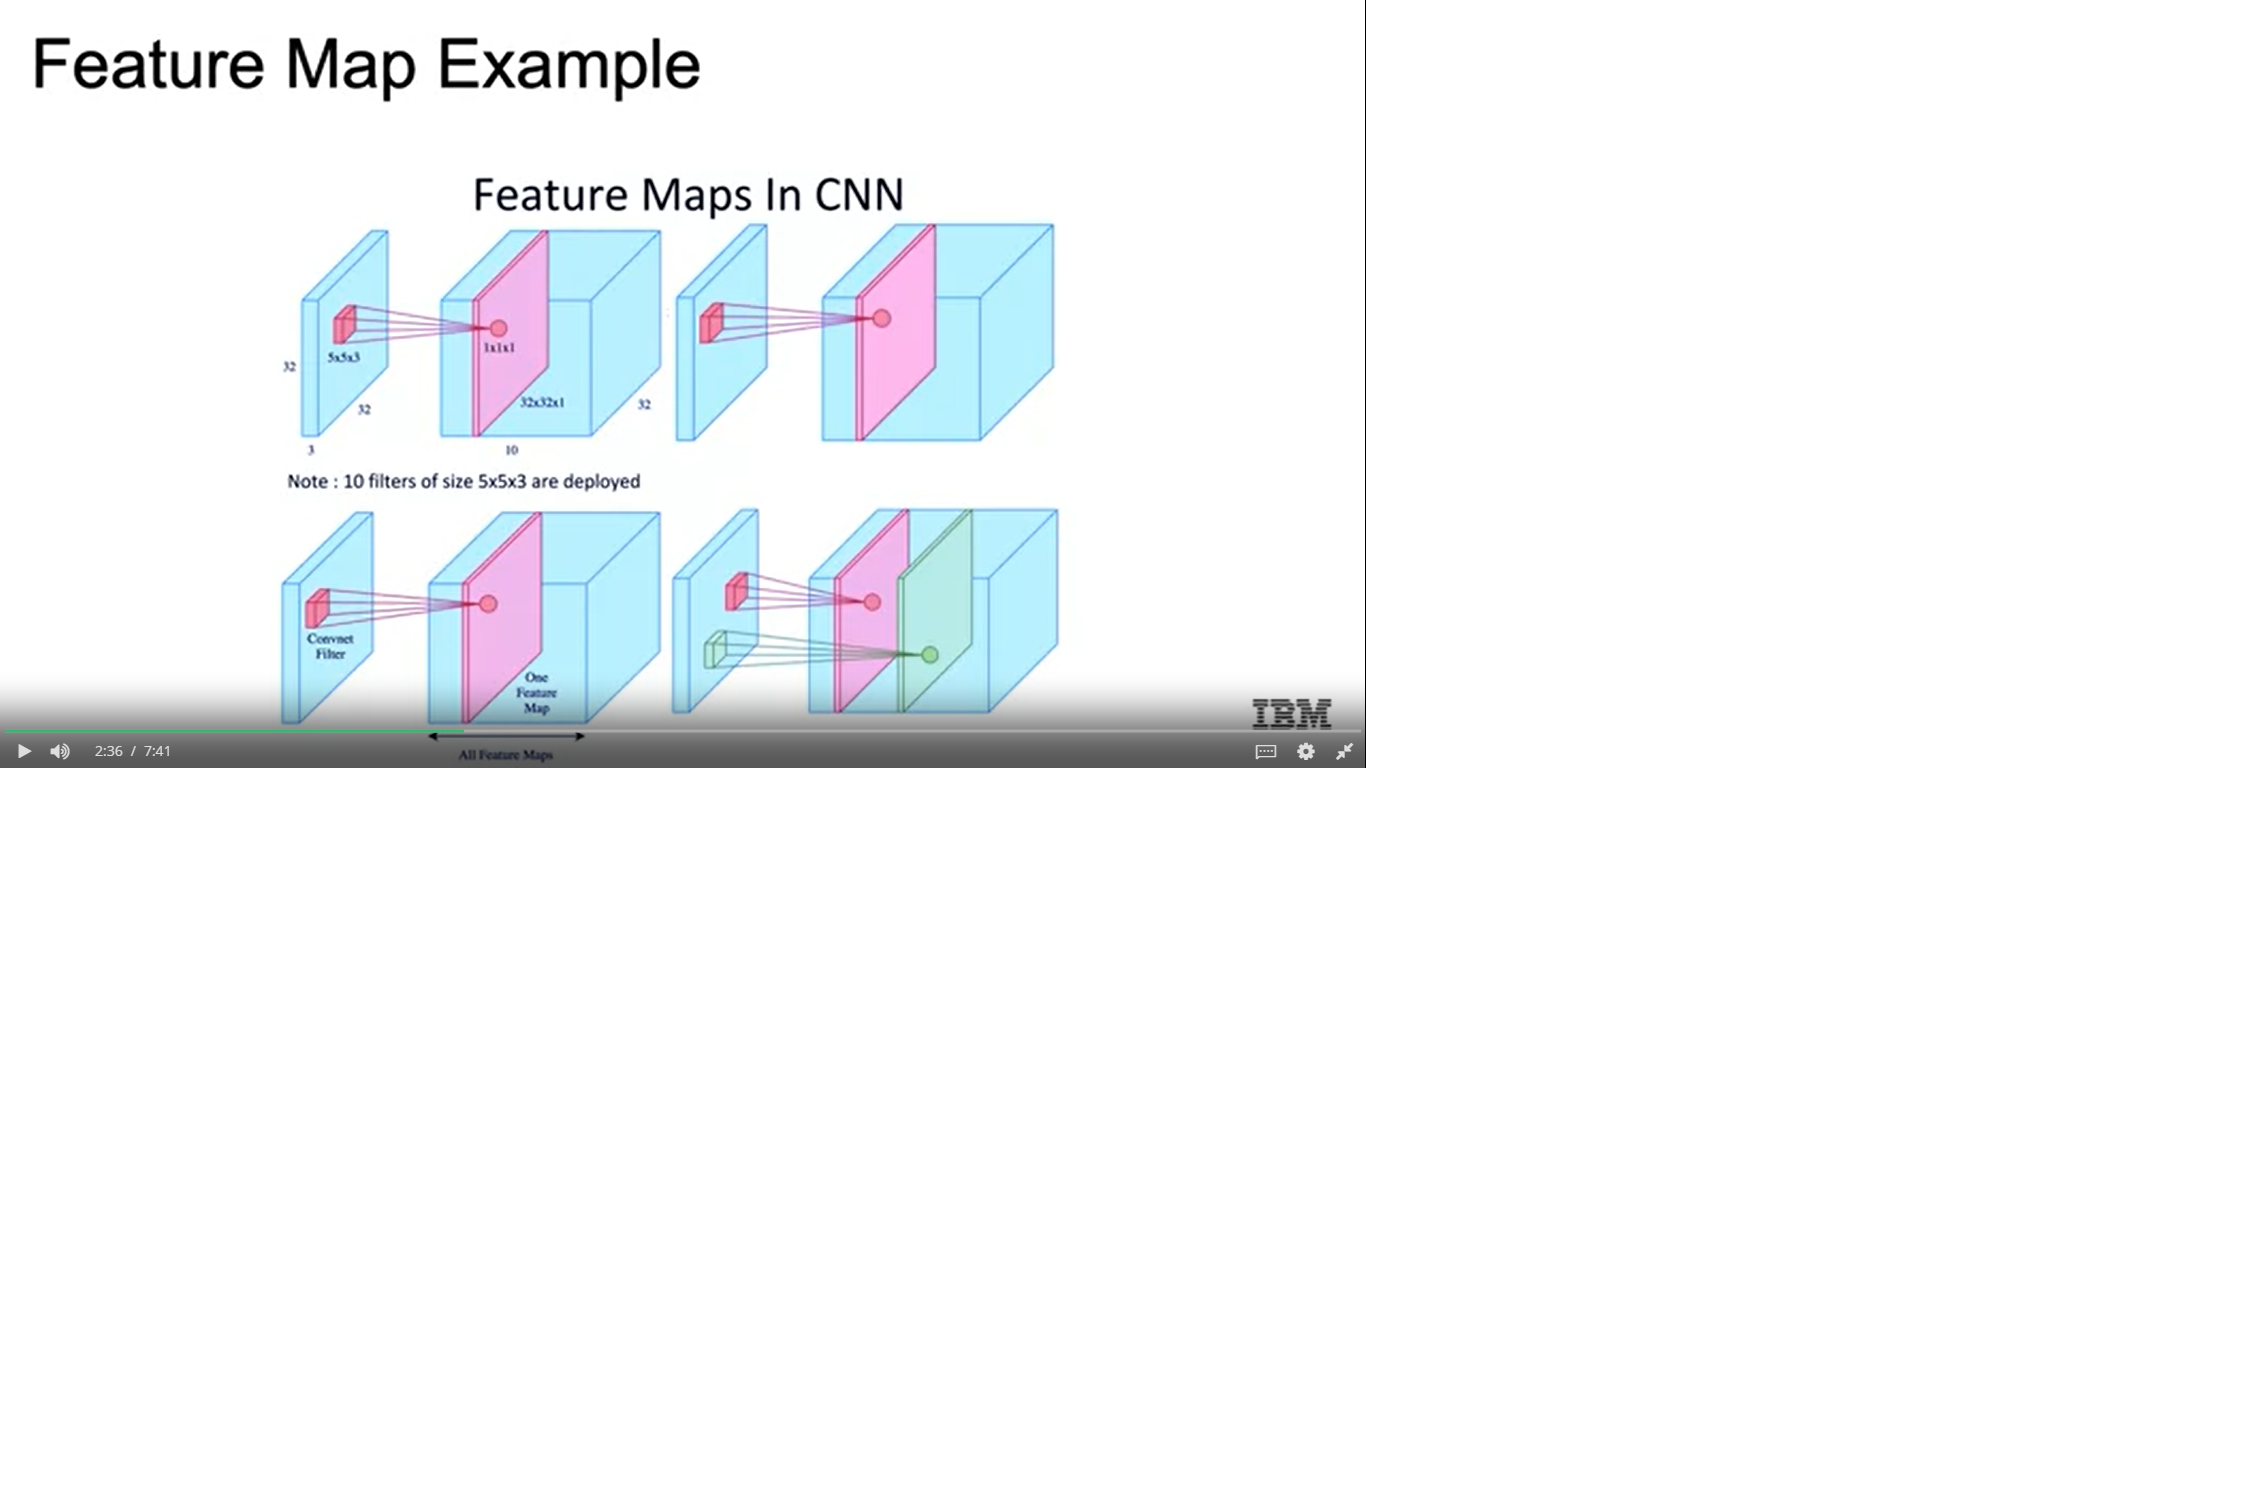 Feature Map Example
Feature Maps In CNN
5x5x3
1x1x1
32
32
32x32x1
32
3
10
Note : 10 filters of size 5x5x3 are deployed
Convnet
Filter
One
Feature
Map
IBM
All Feature Maps
2:36 / 7:41